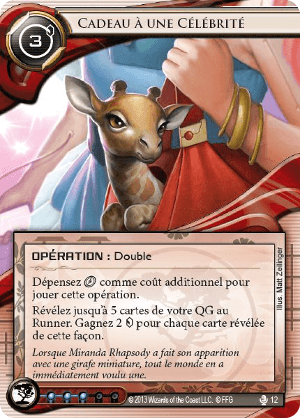 CADEAU À UNE CÉLÉBRITÉ
3
OPÉRATION : Double
Dépensez comme coût additionnel pour
jouer cette opération.
Révélez jusqu'à 5 cartes de votre QG au
Runner. Gagnez 2 pour chaque carte révélée
de cette façon.
Lorsque Miranda Rhapsody a fait son apparition
avec une girafe miniature, tout le monde en a
immédiatement voulu une.
Illus. Matt Zeilinger
© 2013 Wizards of the Coast LLC. © FFG
12